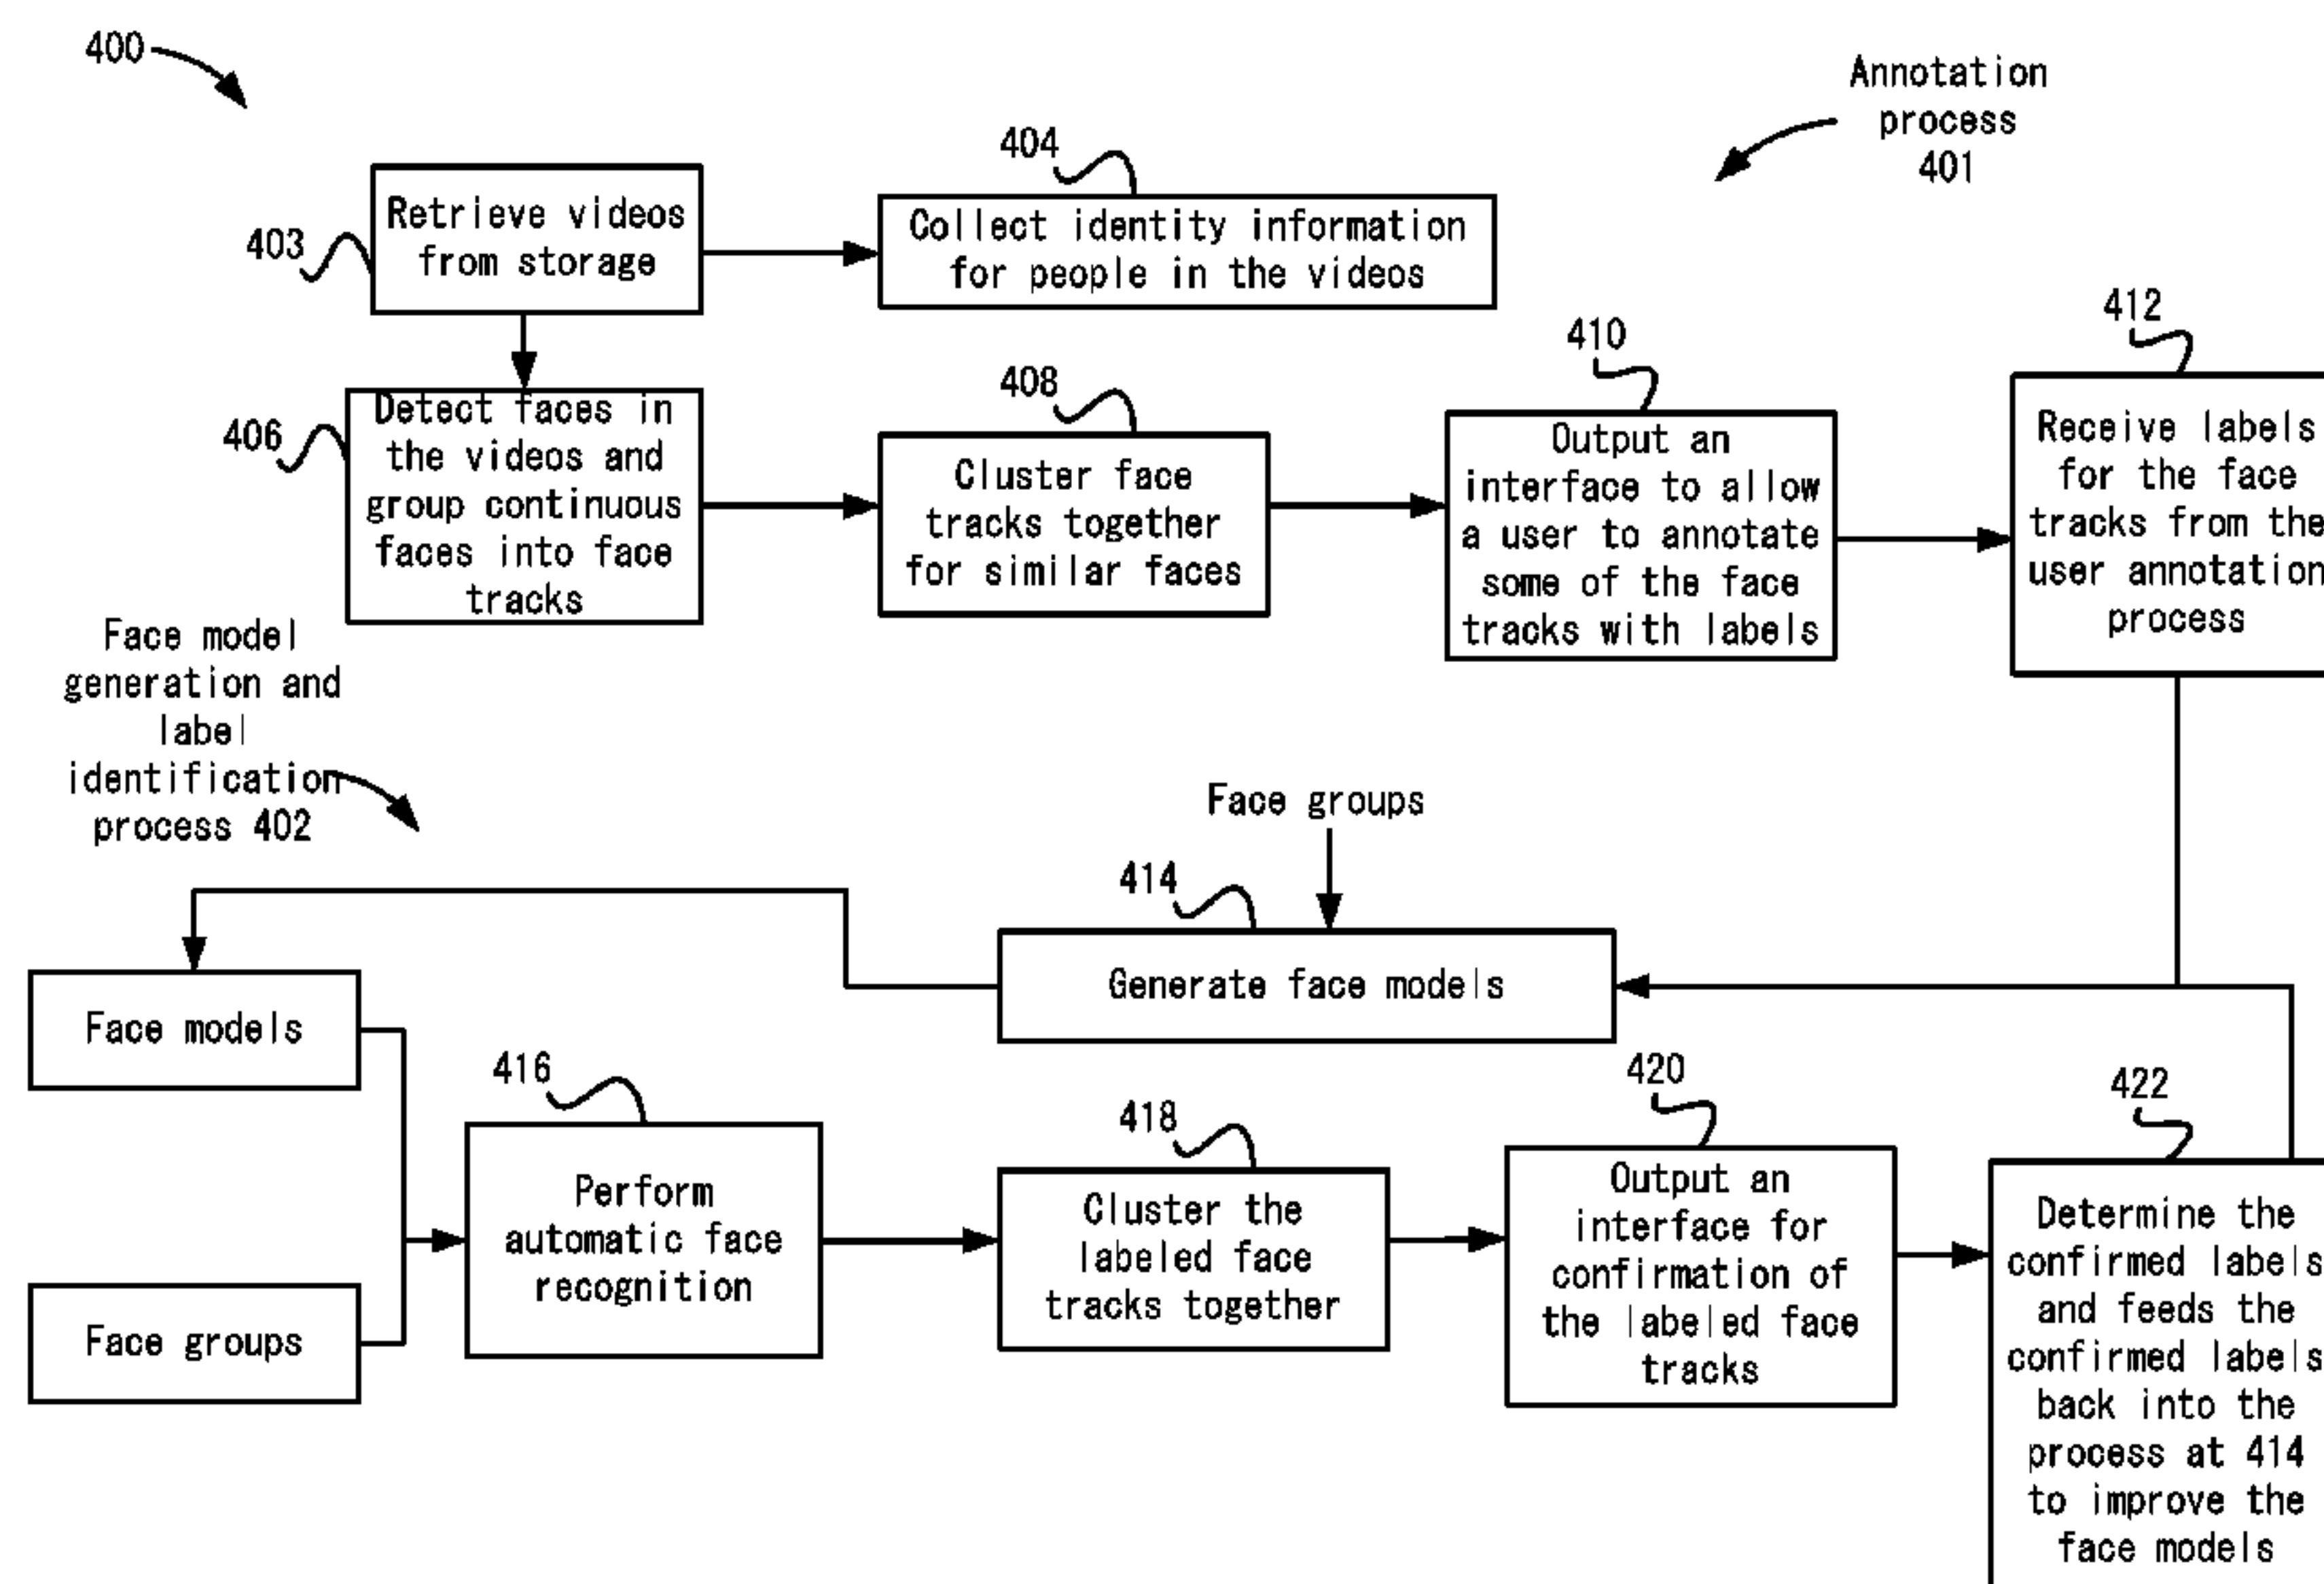 400
Annotation
process
401
404
Retrieve videos
from storage
403
Collect identity information
for people in the videos
412
410
408
406
Detect faces in
the videos and
group continuous
faces into face
tracks
Cluster face
tracks together
for similar faces
Output an
interface to allow
a user to annotate
some of the face
tracks with labels
Receive labels
for the face
tracks from the
user annotation
process
Face model
generation and
label
identification
process 402
Face groups
414
Generate face models
Face models
Face groups
416
Perform
automatic face
recognition
418
Cluster the
labeled face
tracks together
420
Output an
interface for
confirmation of
the labeled face
tracks
422
Determine the
confirmed labels
and feeds the
confirmed labels
back into the
process at 414
to improve the
face models